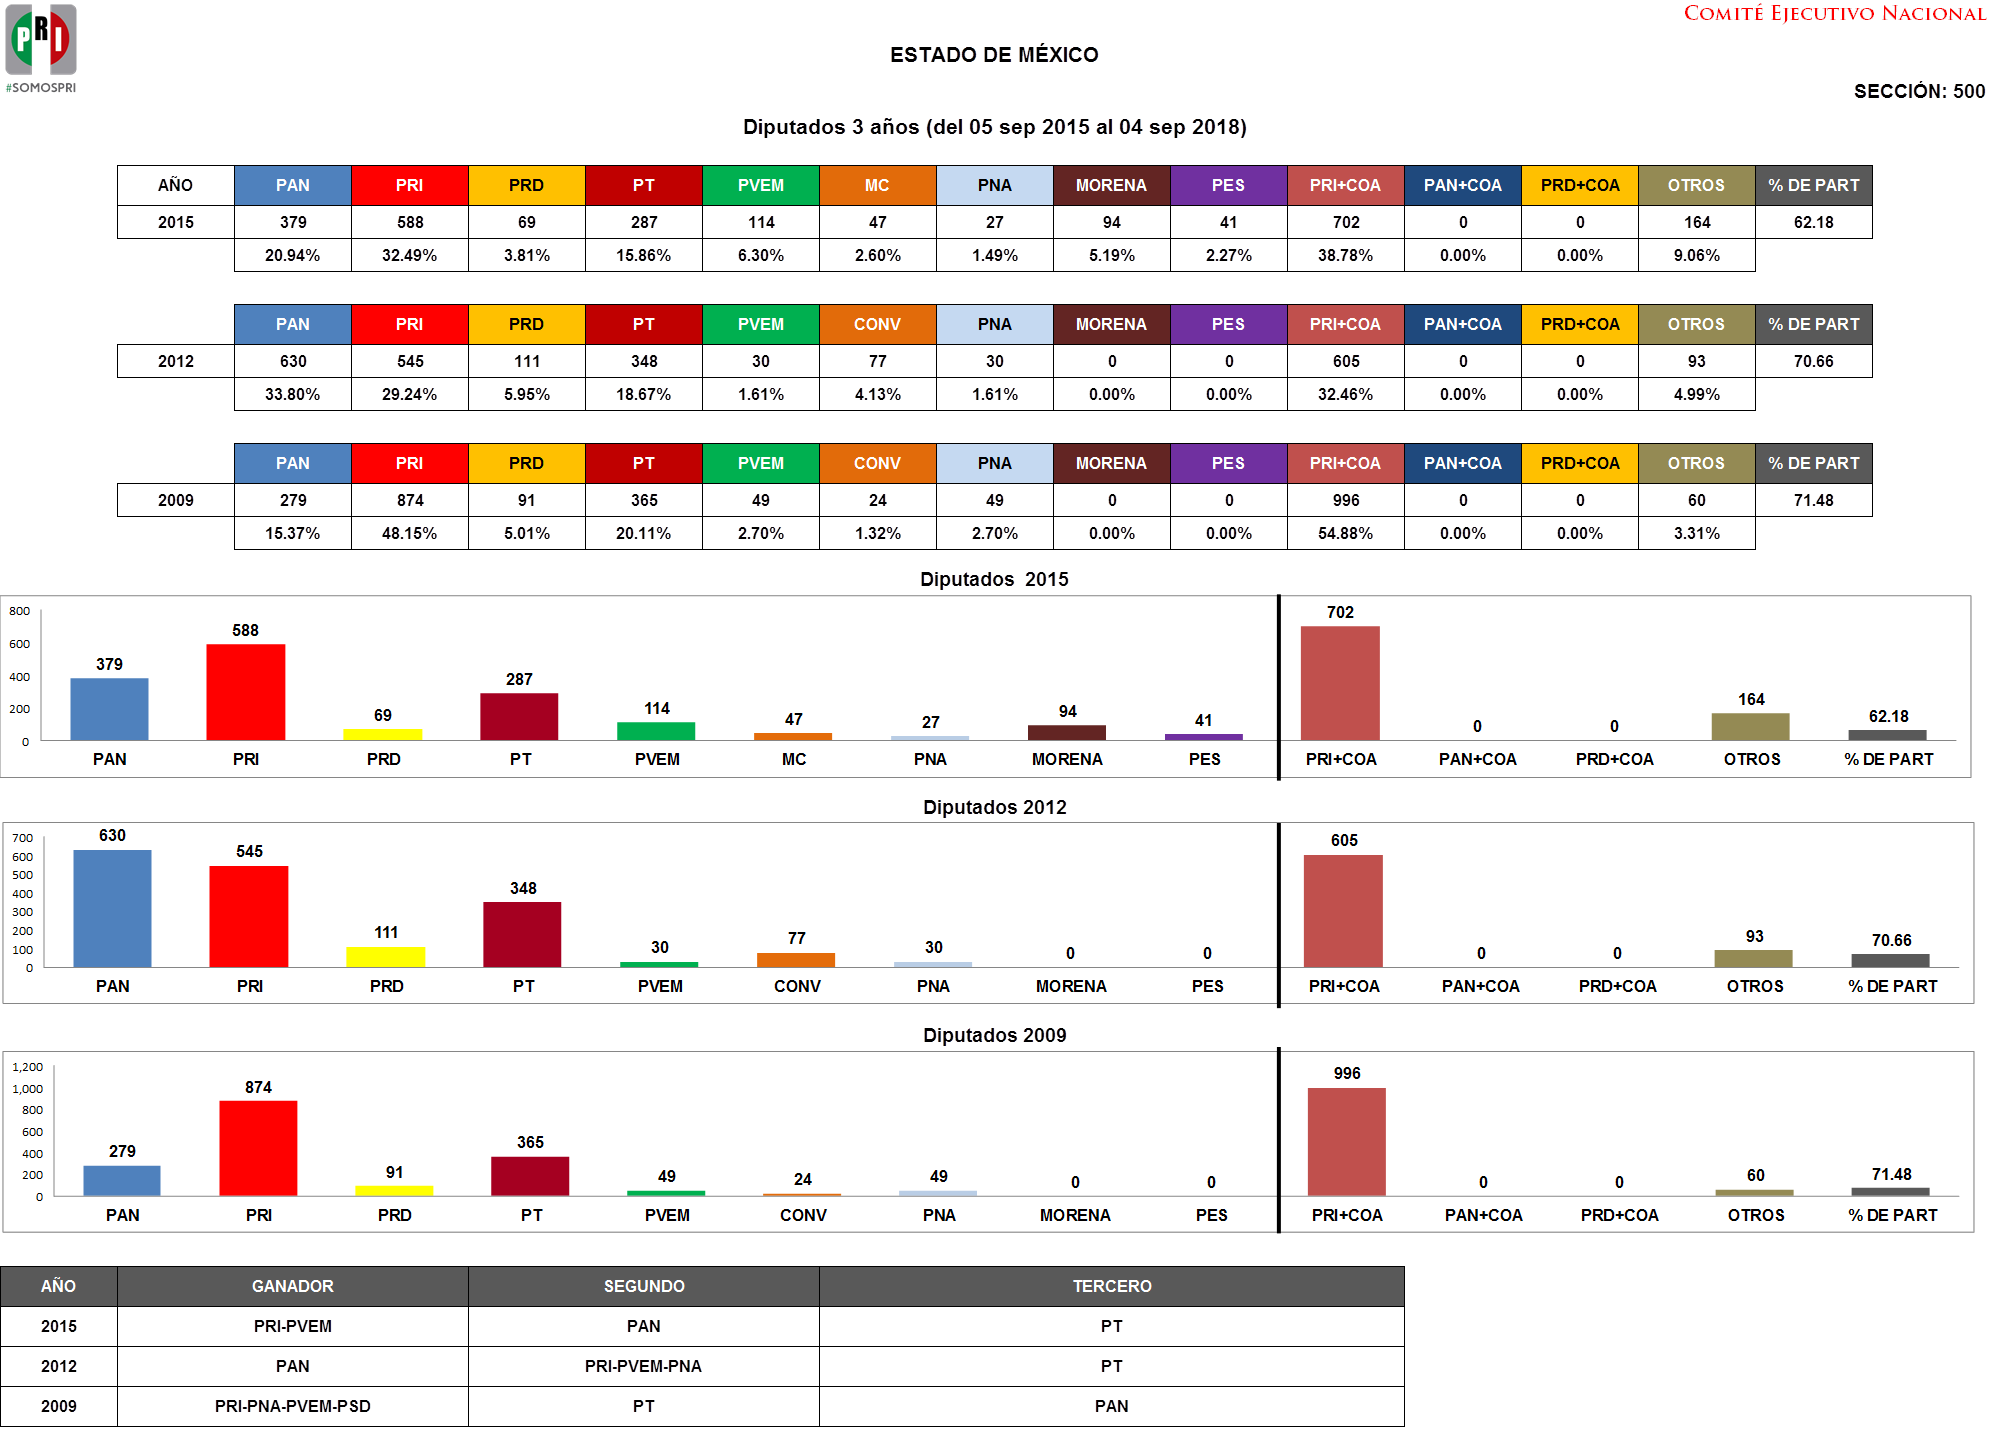 PRI
#SOMOSPRI
COMITÉ EJECUTIVO NACIONAL
ESTADO DE MÉXICO
SECCIÓN: 500
Diputados 3 años (del 05 sep 2015 al 04 sep 2018)
AÑO PAN PRI PRD PT PVEM MC PNA MORENA PES PRI+COA PAN+COA PRD+COA OTROS % DE PART
2015 379 588 69 287 114 47 27 94 41 702 0 0 164 62.18
20.94% 32.49% 3.81% 15.86% 6.30% 2.60% 1.49% 5.19% 2.27% 38.78% 0.00% 0.00% 9.06%
PAN PRI PRD PT PVEM CONV PNA MORENA PES PRI+COA PAN+COA PRD+COA OTROS % DE PART
2012 630 545 111 348 30 77 30 0 0 605 0 0 93 70.66
33.80% 29.24% 5.95% 18.67% 1.61% 4.13% 1.61% 0.00% 0.00% 32.46% 0.00% 0.00% 4.99%
PAN PRI PRD PT PVEM CONV PNA MORENA PES PRI+COA PAN+COA PRD+COA OTROS % DE PART
2009 279 874 91 365 49 24 49 0 0 996 0 0 60 71.48
15.37% 48.15% 5.01% 20.11% 2.70% 1.32% 2.70% 0.00% 0.00% 54.88% 0.00% 0.00% 3.31%
Diputados 2015
800
600
400
200
0
379 588 69 287 114 47 27 94 41 702 0 0 164 62.18
PAN PRI PRD PT PVEM MC PNA MORENA PES PRI+COA PAN+COA PRD+COA OTROS % DE PART
Diputados 2012
700
600
500
400
300
200
100
0
630 545 111 348 30 77 30 0 0 605 0 0 93 70.66
PAN PRI PRD PT PVEM CONV PNA MORENA PES PRI+COA PAN+COA PRD+COA OTROS % DE PART
Diputados 2009
1,200
1,000
800
600
400
200
0
279 874 91 365 49 24 49 0 0 996 0 0 60 71.48
PAN PRI PRD PT PVEM CONV PNA MORENA PES PRI+COA PAN+COA PRD+COA OTROS % DE PART
AÑO GANADOR SEGUNDO TERCERO
2015 PRI-PVEM PAN PT
2012 PAN PRI-PVEM-PNA PT
2009 PRI-PNA-PVEM-PSD PT PAN